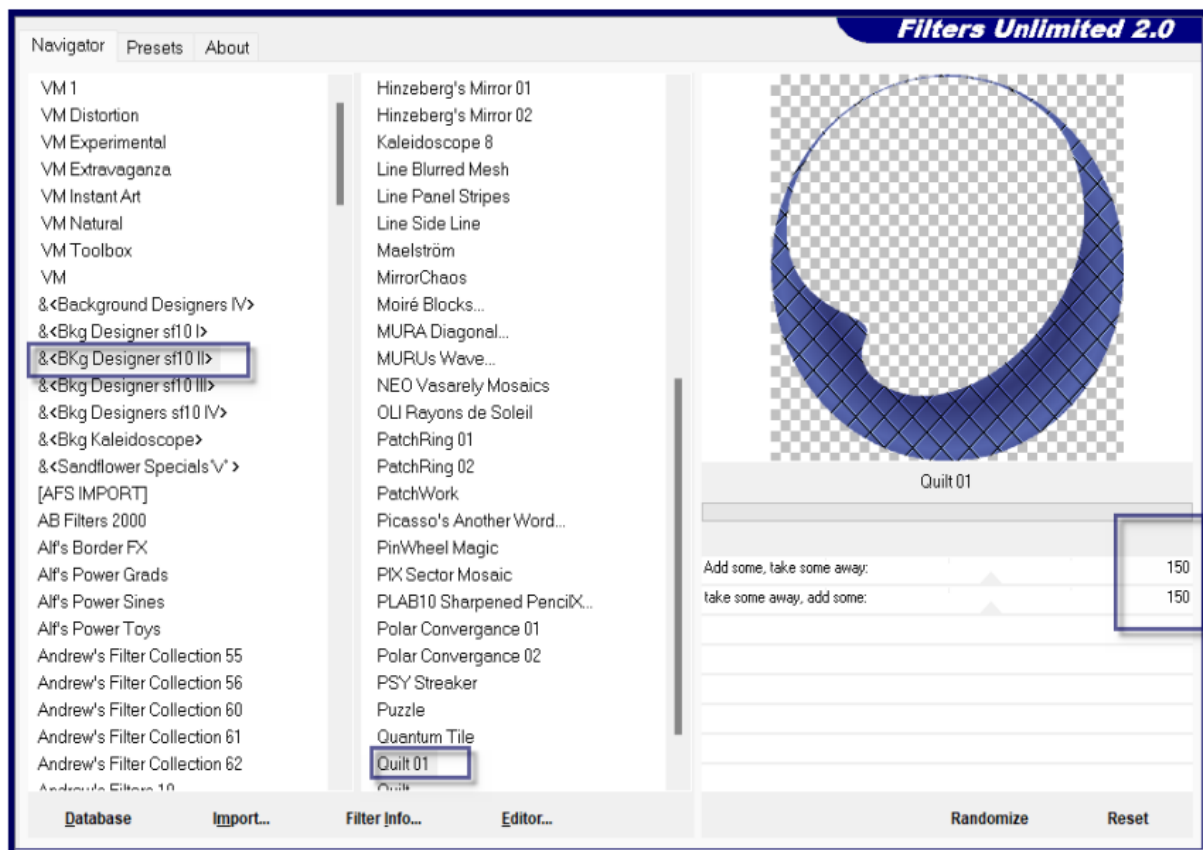 Filters Unlimited 2.0
Navigator
Presets
About
VM 1
VM Distortion
VM Experimental
VM Extravaganza
VM Instant Art
VM Natural
VM Toolbox
VM
&<Background Designers IV>
&<Bkg Designer sf10 I>
&<BKg Designer sf10 II>
&<Bkg Designer sf10 III>
&<Bkg Designers sf10 IV>
&<Bkg Kaleidoscope>
&<Sandflower Specials°v° >
[AFS IMPORT]
AB Filters 2000
Alf's Border FX
Alf's Power Grads
Alf's Power Sines
Alf's Power Toys
Andrew's Filter Collection 55
Andrew's Filter Collection 56
Andrew's Filter Collection 60
Andrew's Filter Collection 61
Andrew's Filter Collection 62
Andrew's Filters 10
Hinzeberg's Mirror 01
Hinzeberg's Mirror 02
Kaleidoscope 8
Line Blurred Mesh
Line Panel Stripes
Line Side Line
Maelström
MirrorChaos
Moiré Blocks...
MURA Diagonal...
MURUs Wave...
NEO Vasarely Mosaics
OLI Rayons de Soleil
PatchRing 01
PatchRing 02
PatchWork
Picasso's Another Word...
PinWheel Magic
PIX Sector Mosaic
PLAB10 Sharpened PencilX...
Polar Convergance 01
Polar Convergance 02
PSY Streaker
Puzzle
Quantum Tile
Quilt 01
Quilt
Quilt 01
Add some, take some away: 150
take some away, add some: 150
Database
Import...
Filter Info...
Editor...
Randomize
Reset